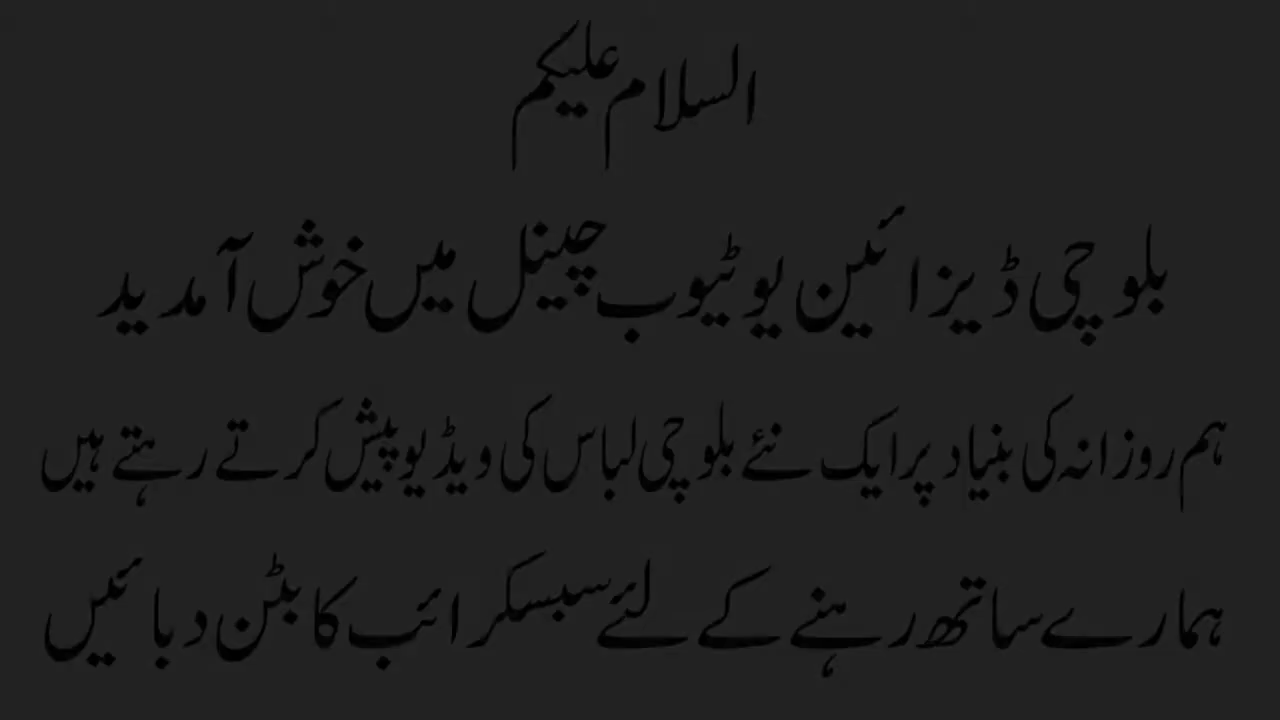 السلام علیکم
بلوچی ڈیزائین یوٹیوب چینل میں خوش آمدید
ہم روزانہ کی بنیاد پر ایک نئے بلوچی لباس کی ویڈیو پیش کرتے رہتے ہیں
ہمارے ساتھ رہنے کے لئے سبسکرائب کا بٹن دبائیں